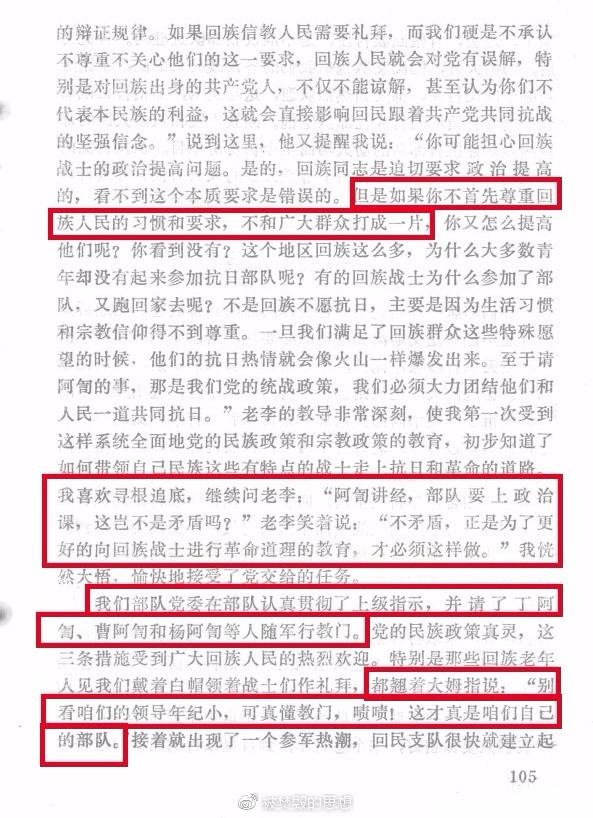 的辩证规律。如果回族信教人民需要礼拜，而我们硬是不承认
不尊重不关心他们的这一要求，回族人民就会对党有误解，特
别是对回族出身的共产党人，不仅不能谅解，甚至认为你们不
代表本民族的利益，这就会直接影响回民跟着共产党共同抗战
的坚强信念。”说到这里，他又提醒我说：“你可能担心回族
战士的政治提高问题。是的，回族同志是迫切要求政治提高
的，看不到这个本质要求是错误的。但是如果你不首先尊重回
族人民的习惯和要求，不和广大群众打成一片，你又怎么提高
他们呢？你看到没有？这个地区回族这么多，为什么大多数青
年却没有起来参加抗日部队呢？有的回族战士为什么参加了部
队，又跑回家去呢？不是回族不愿抗日，主要是因为生活习惯
和宗教信仰得不到尊重。一旦我们满足了回族群众这些特殊愿
望的时候，他们的抗日热情就会像火山一样爆发出来。至于请
阿訇的事，那是我们党的统战政策，我们必须大力团结他们和
人民一道共同抗日。”老李的教导非常深刻，使我第一次受到
这样系统全面地党的民族政策和宗教政策的教育，初步知道了
如何带领自己民族这些有特点的战士走上抗日和革命的道路。
我喜欢寻根追底，继续问老李：“阿訇讲经，部队要上政治
课，这岂不是矛盾吗？”老李笑着说：“不矛盾，正是为了更
好的向回族战士进行革命道理的教育，才必须这样做。”我恍
然大悟，愉快地接受了党交给的任务。
我们部队党委在部队认真贯彻了上级指示，并请了丁阿
訇、曹阿訇和杨阿訇等人随军行教门。党的民族政策真灵，这
三条措施受到广大回族人民的热烈欢迎。特别是那些回族老年
人见我们戴着白帽领着战士们作礼拜，都翘着大姆指说：“别
看咱们的领导年纪小，可真懂教门，啧啧！这才真是咱们自己
的部队。接着就出现了一个参军热潮，回民支队很快就建立起
105
被焚毁的思想